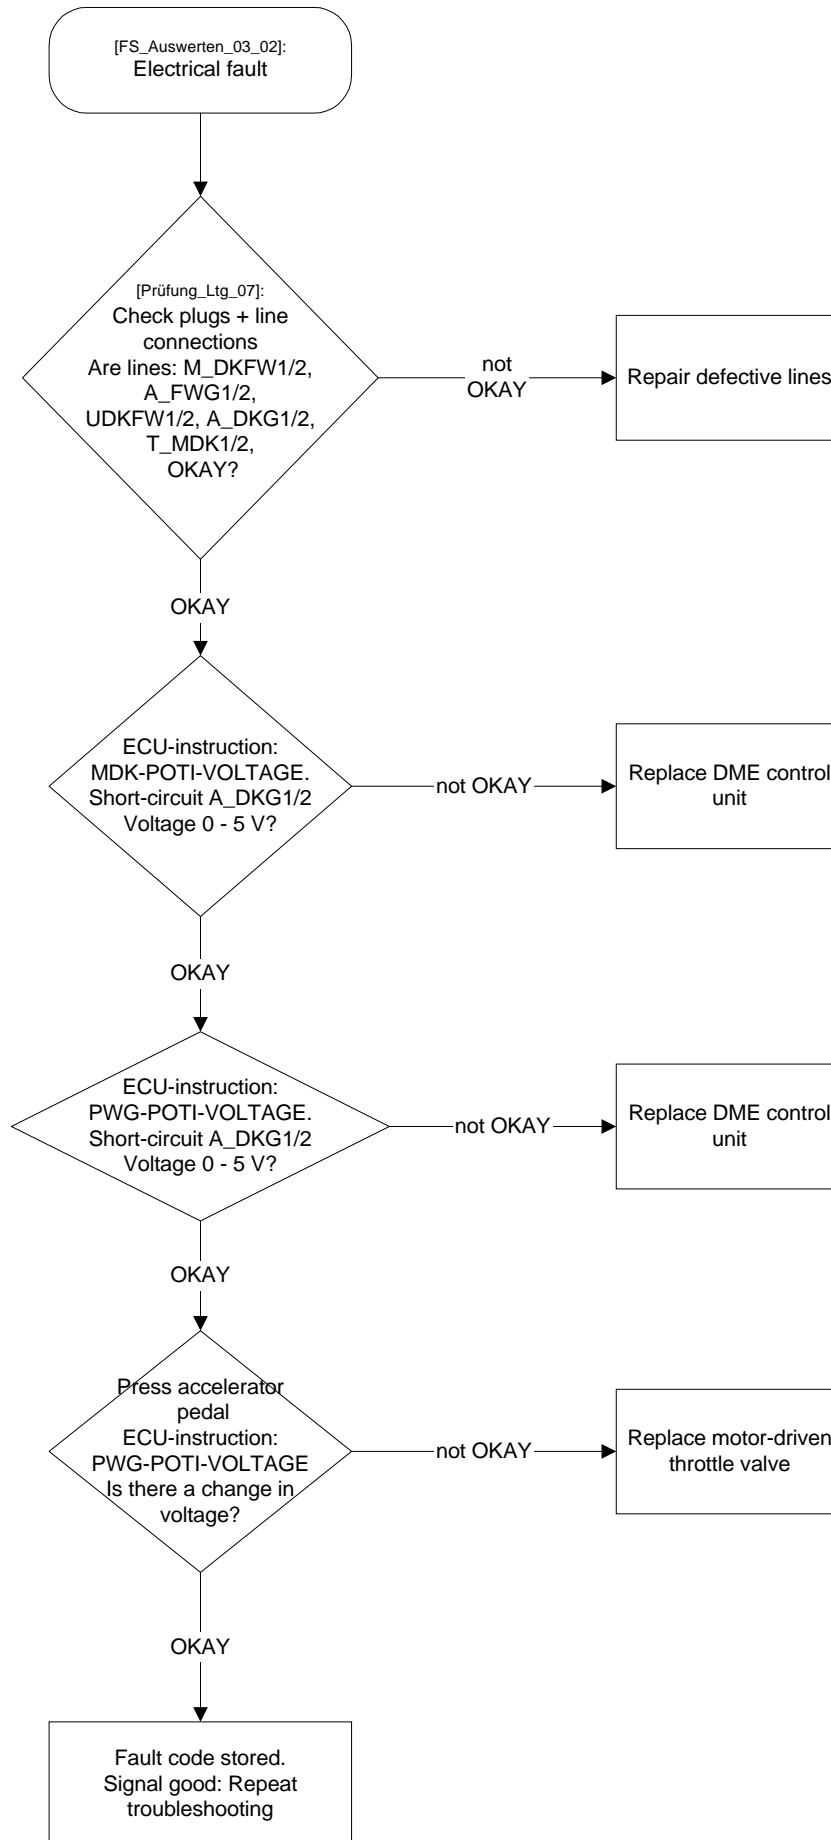 [FS_Auswerten_03_02]:
Electrical fault
[Prüfung_Ltg_07]:
Check plugs + line
connections
Are lines: M_DKFW1/2,
A_FWG1/2,
UDKFW1/2, A_DKG1/2,
T_MDK1/2,
OKAY?
not
OKAY
Repair defective lines
OKAY
ECU-instruction:
MDK-POTI-VOLTAGE.
Short-circuit A_DKG1/2
Voltage 0 - 5 V?
not OKAY
Replace DME control
unit
OKAY
ECU-instruction:
PWG-POTI-VOLTAGE.
Short-circuit A_DKG1/2
Voltage 0 - 5 V?
not OKAY
Replace DME control
unit
OKAY
Press accelerator
pedal
ECU-instruction:
PWG-POTI-VOLTAGE
Is there a change in
voltage?
not OKAY
Replace motor-driven
throttle valve
OKAY
Fault code stored.
Signal good: Repeat
troubleshooting